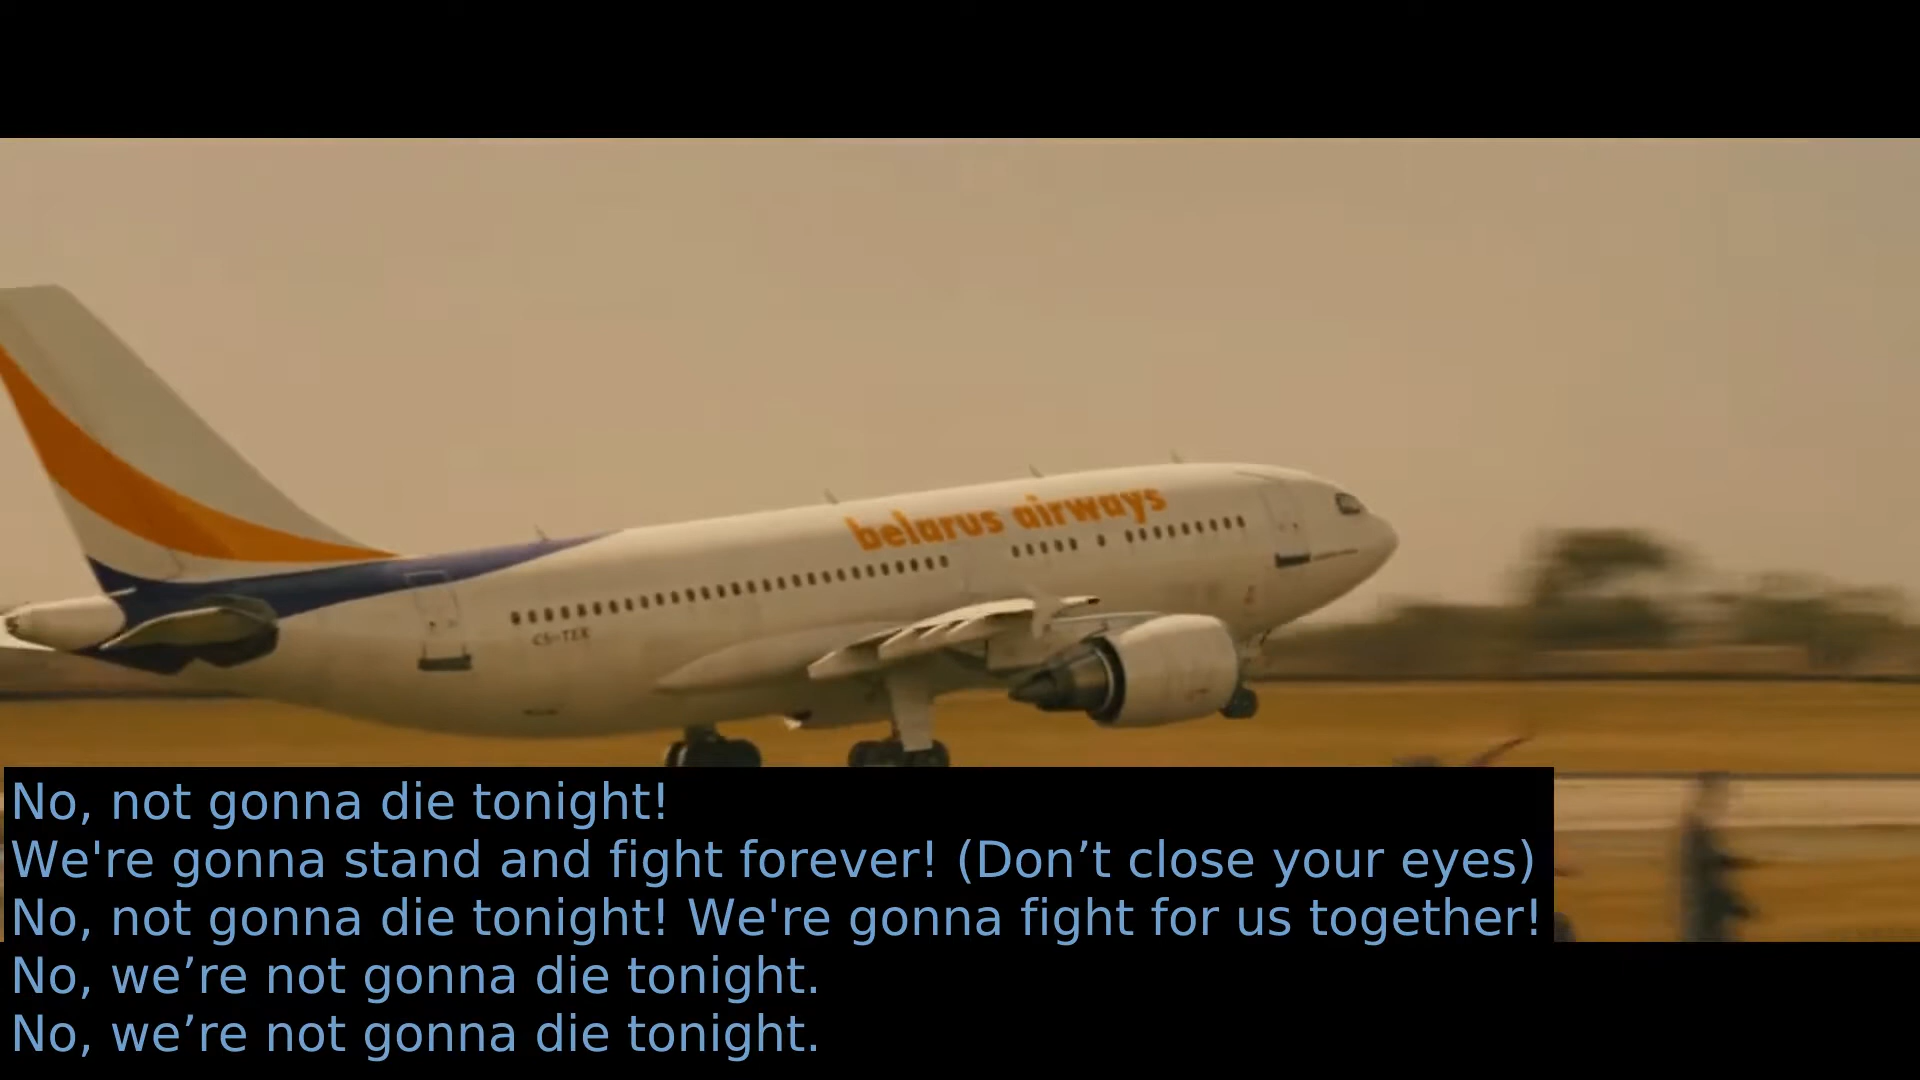 belarus airways
CS-TEX
No, not gonna die tonight!
We're gonna stand and fight forever! (Don’t close your eyes)
No, not gonna die tonight! We're gonna fight for us together!
No, we’re not gonna die tonight.
No, we’re not gonna die tonight.